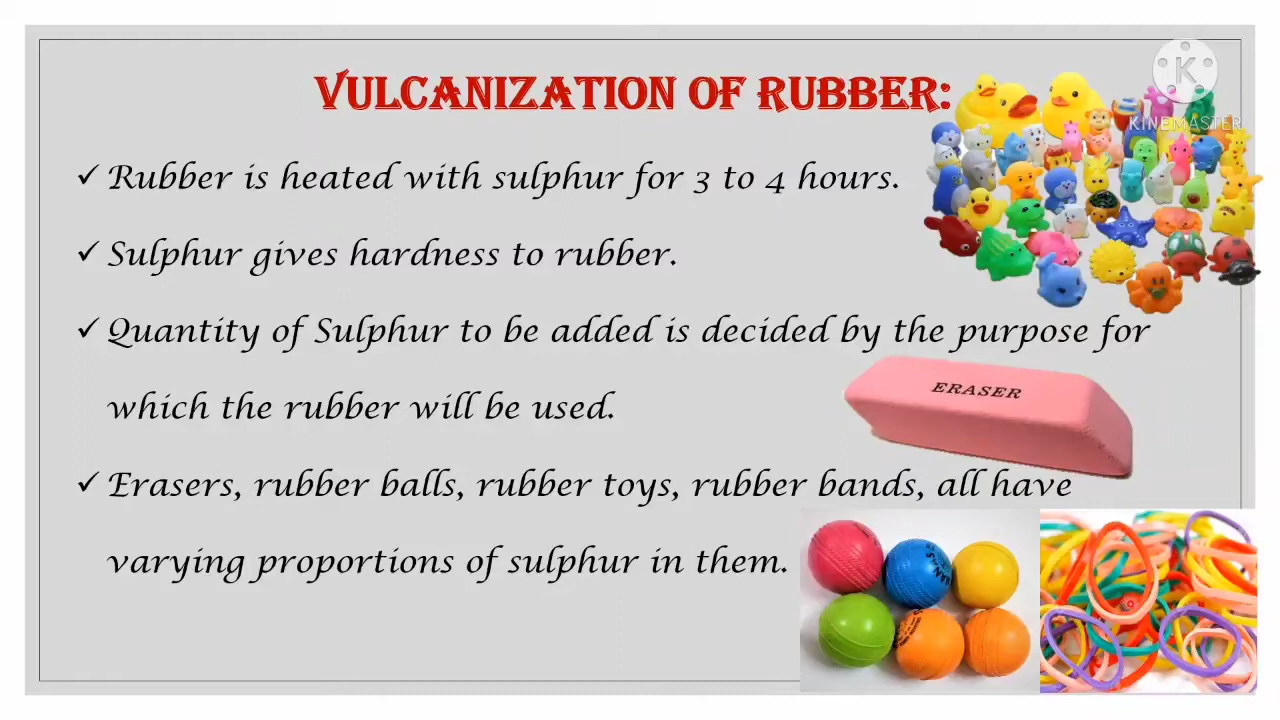 VULCANIZATION OF RUBBER:
K
KINEMASTER
✓ Rubber is heated with sulphur for 3 to 4 hours.
✓ Sulphur gives hardness to rubber.
✓ Quantity of Sulphur to be added is decided by the purpose for
which the rubber will be used.
ERASER
✓ Erasers, rubber balls, rubber toys, rubber bands, all have
varying proportions of sulphur in them.